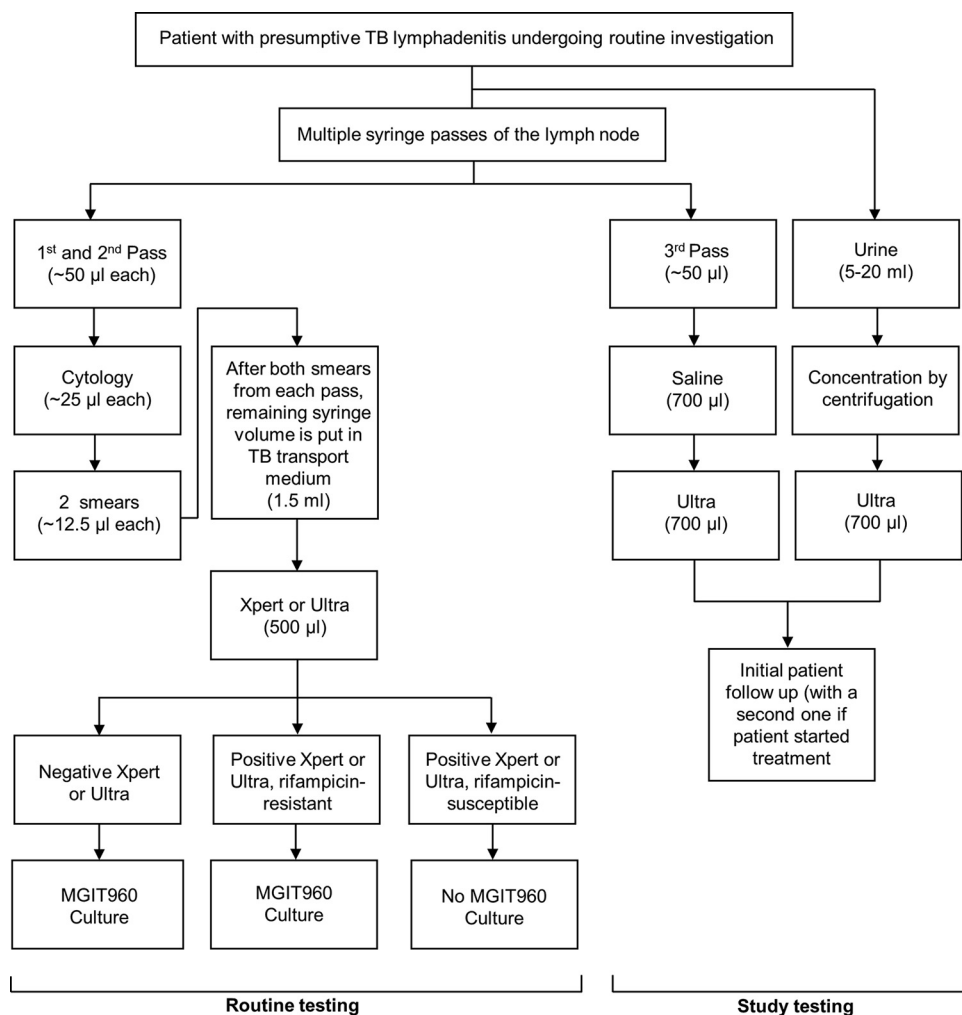 Patient with presumptive TB lymphadenitis undergoing routine investigation
Multiple syringe passes of the lymph node
1st and 2nd Pass
(~50 µl each)
Cytology
(~25 µl each)
2 smears
(~12.5 µl each)
After both smears
from each pass,
remaining syringe
volume is put in
TB transport
medium
(1.5 ml)
Xpert or Ultra
(500 µl)
Negative Xpert
or Ultra
Positive Xpert or
Ultra, rifampicin-
resistant
Positive Xpert or
Ultra, rifampicin-
susceptible
MGIT960
Culture
MGIT960
Culture
No MGIT960
Culture
Routine testing
3rd Pass
(~50 µl)
Saline
(700 µl)
Ultra
(700 µl)
Urine
(5-20 ml)
Concentration by
centrifugation
Ultra
(700 µl)
Initial patient
follow up (with a
second one if
patient started
treatment
Study testing